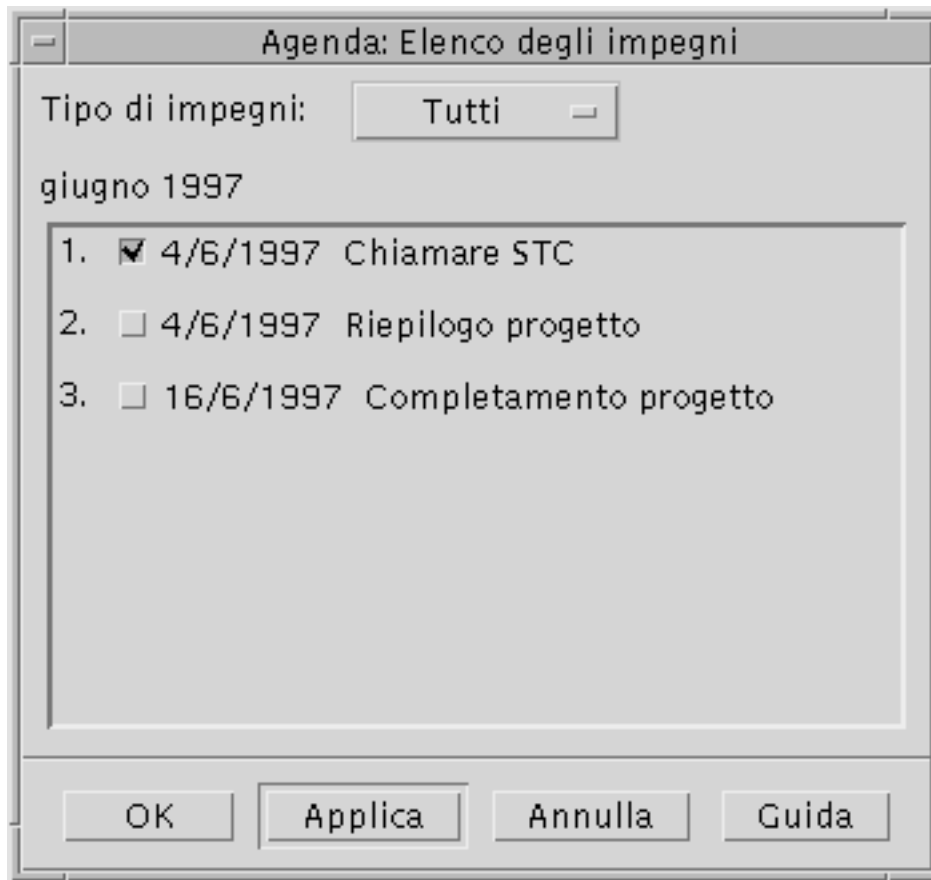 Agenda: Elenco degli impegni
Tipo di impegni: Tutti
giugno 1997
1. 4/6/1997 Chiamare STC
2. 4/6/1997 Riepilogo progetto
3. 16/6/1997 Completamento progetto
OK Applica Annulla Guida